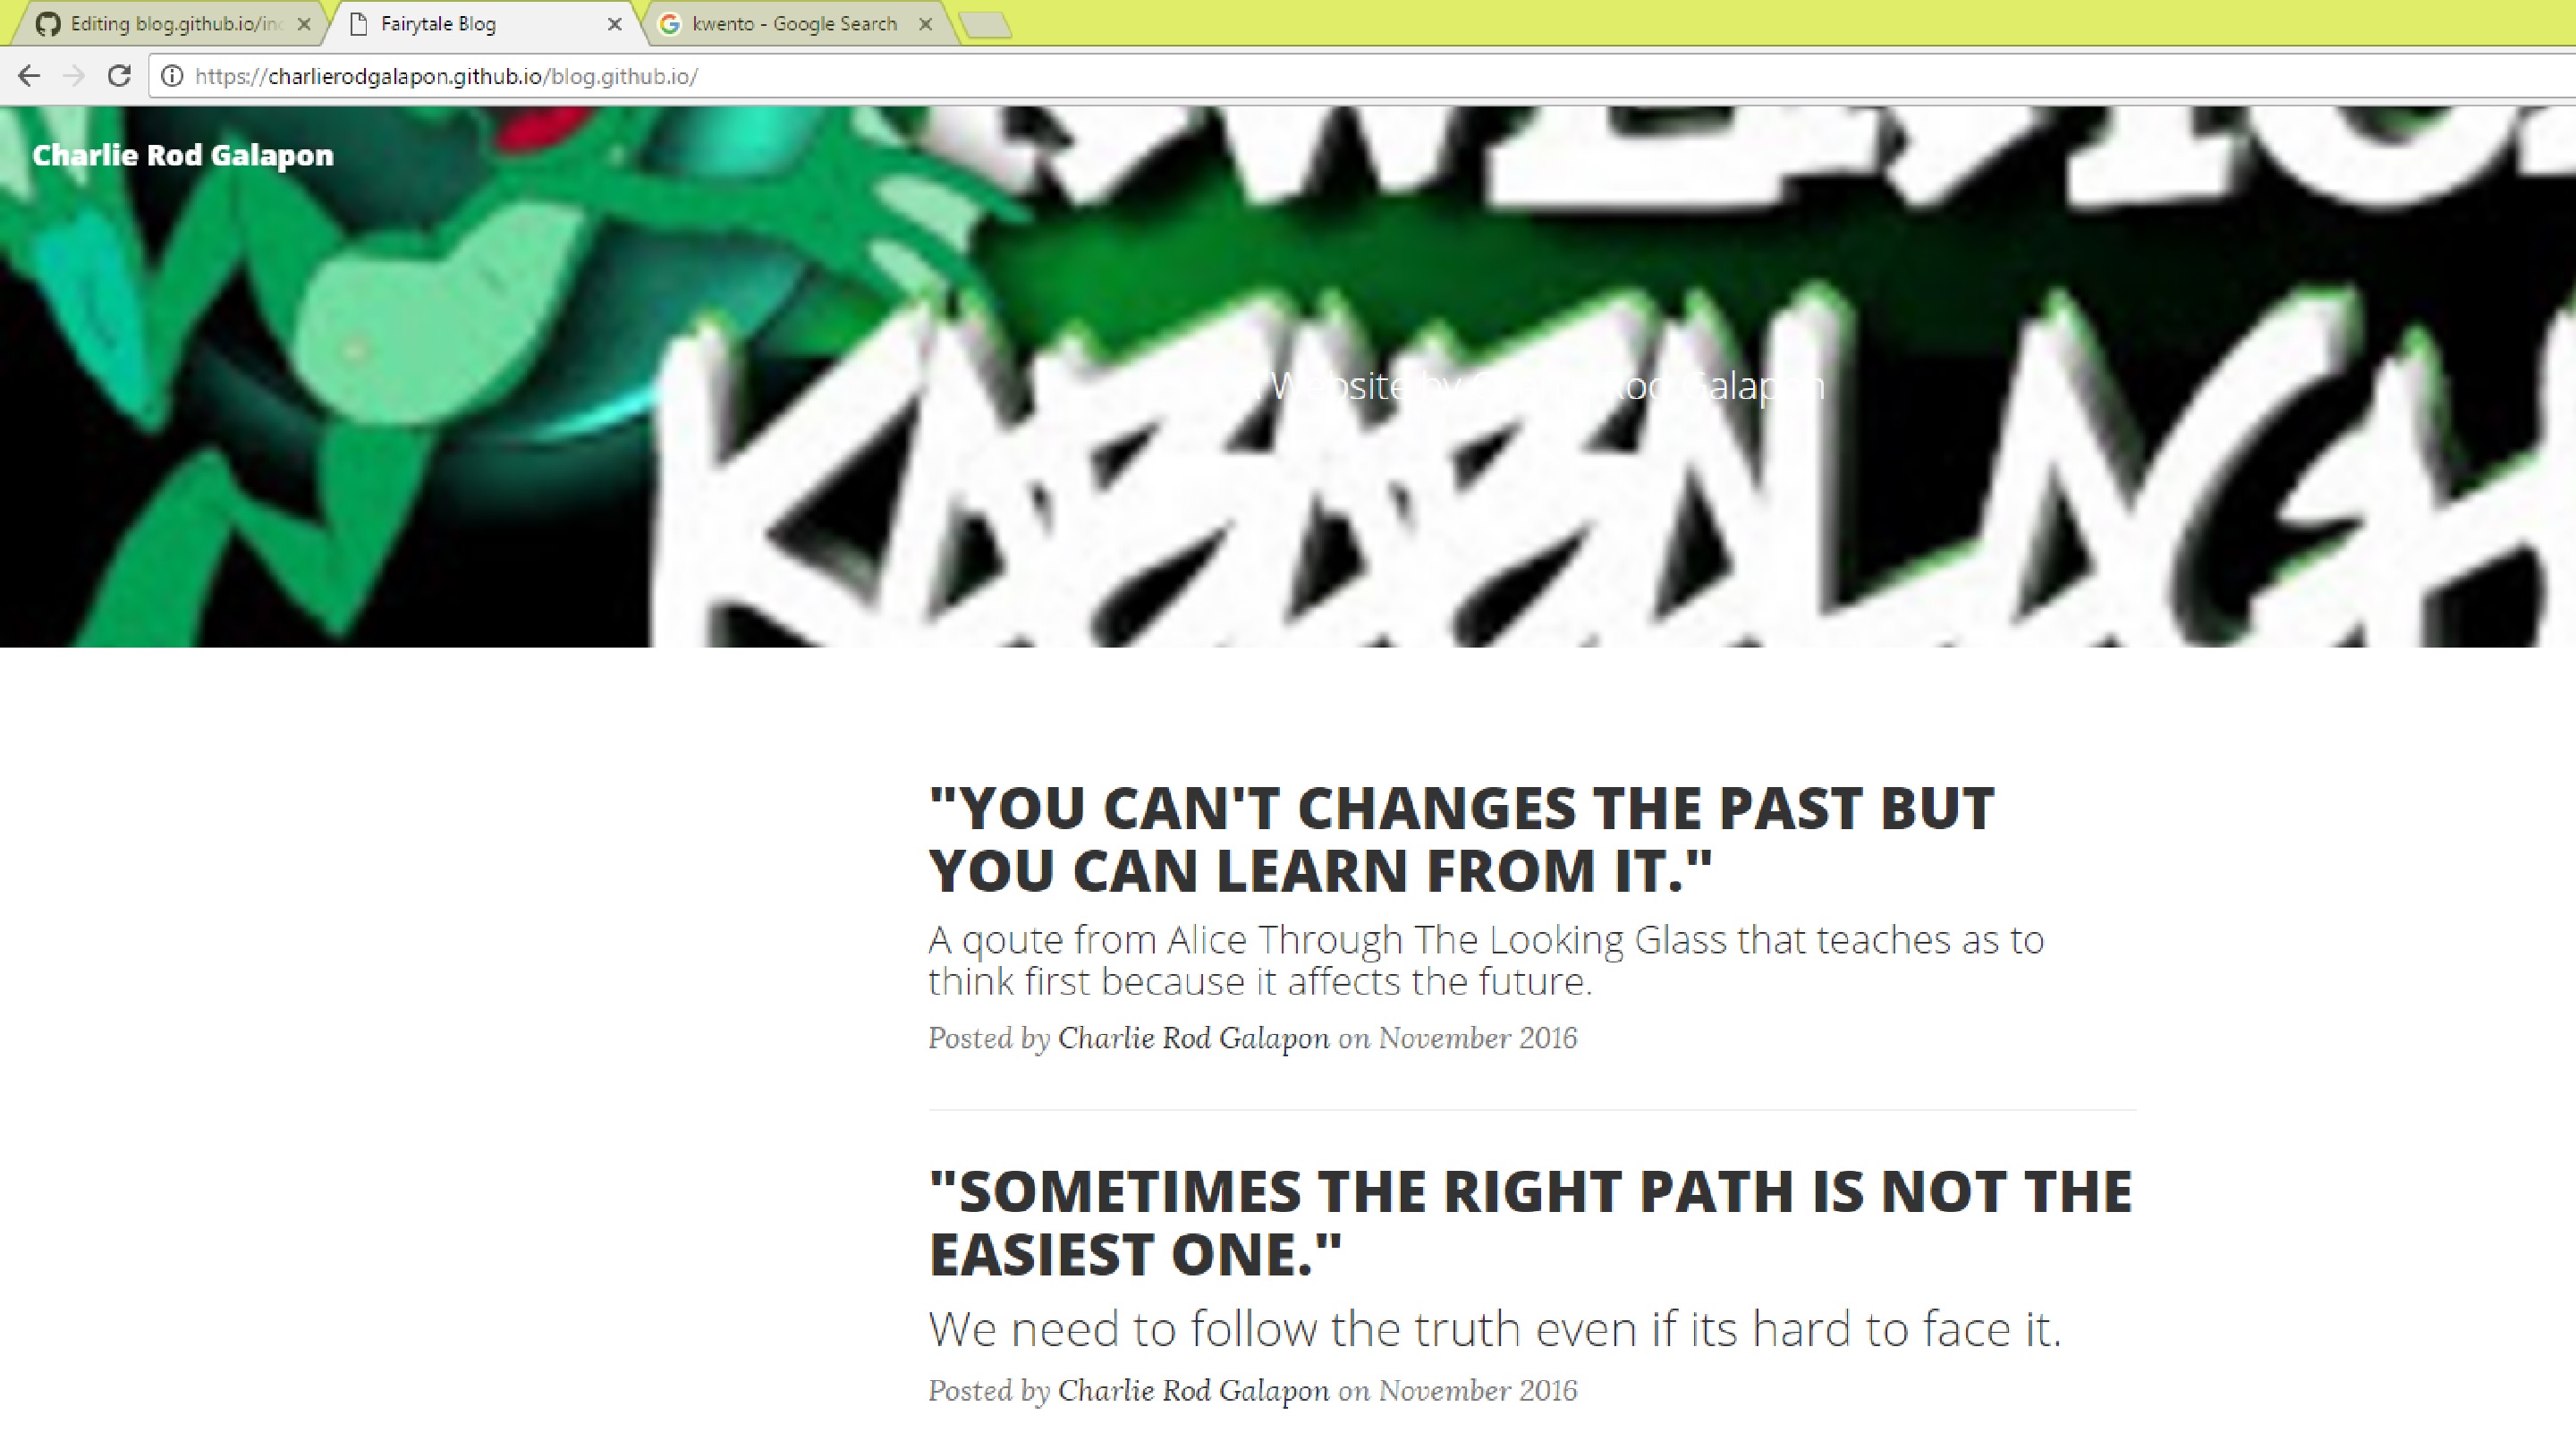 Editing blog.github.io/in
Fairytale Blog
kwento - Google Search
https://charlierodgalapon.github.io/blog.github.io/
Charlie Rod Galapon
Website by Rod Galapon
"YOU CAN'T CHANGES THE PAST BUT
YOU CAN LEARN FROM IT."
A qoute from Alice Through The Looking Glass that teaches as to
think first because it affects the future.
Posted by Charlie Rod Galapon on November 2016
"SOMETIMES THE RIGHT PATH IS NOT THE
EASIEST ONE."
We need to follow the truth even if its hard to face it.
Posted by Charlie Rod Galapon on November 2016